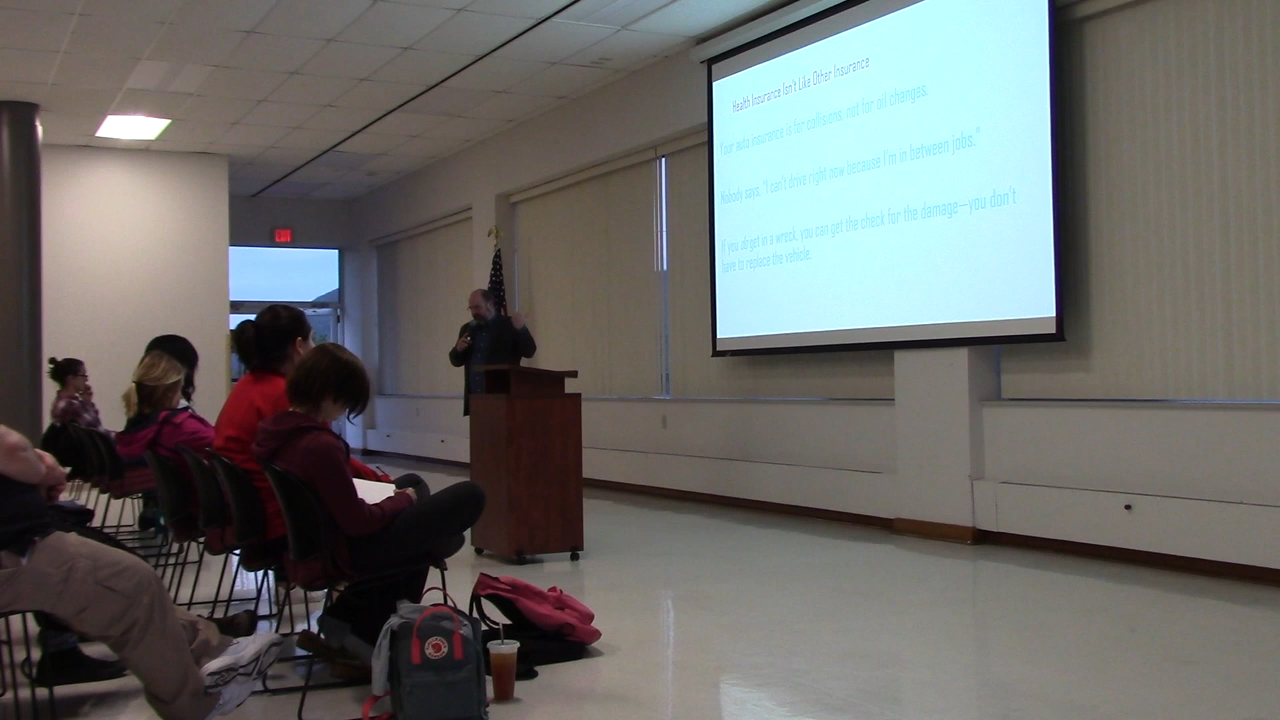 EXIT
Health Insurance Isn't Like Other Insurance
Your auto insurance is for collisions, not for oil changes.
Nobody says, "I can't drive right now because I'm in between jobs."
If you do get in a wreck, you can get the check for the damage—you don't
have to replace the vehicle.